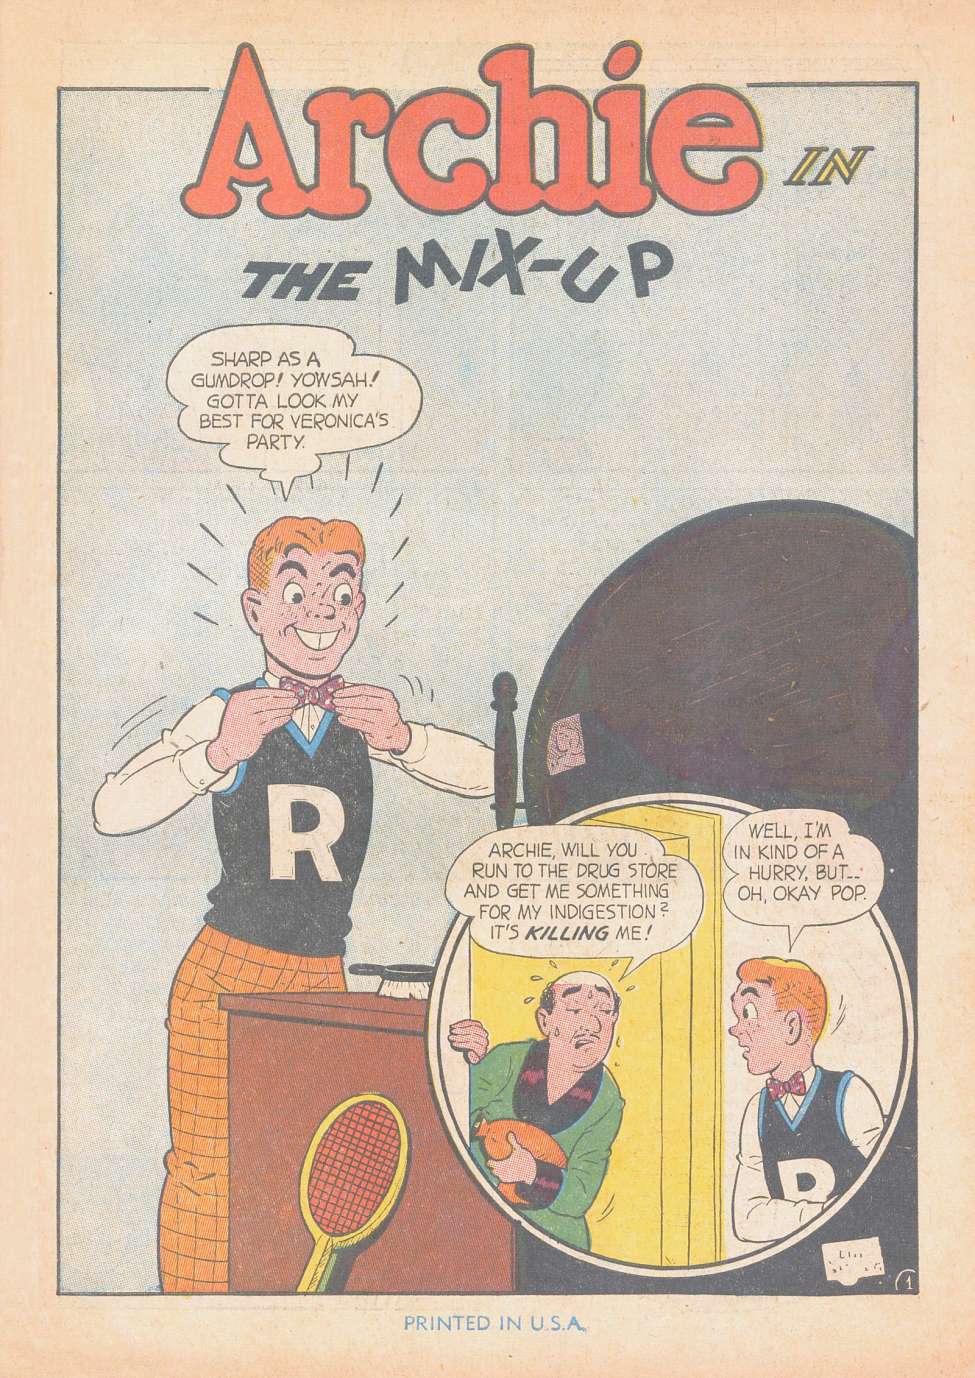 Archie IN
THE MIX-UP
SHARP AS A
GUMDROP! YOWSAH!
GOTTA LOOK MY
BEST FOR VERONICA'S
PARTY.
R
ARCHIE, WILL YOU
RUN TO THE DRUG STORE
AND GET ME SOMETHING
FOR MY INDIGESTION?
IT'S KILLING ME!
WELL, I'M
IN KIND OF A
HURRY, BUT--
OH, OKAY POP.
R
1
PRINTED IN U.S.A.